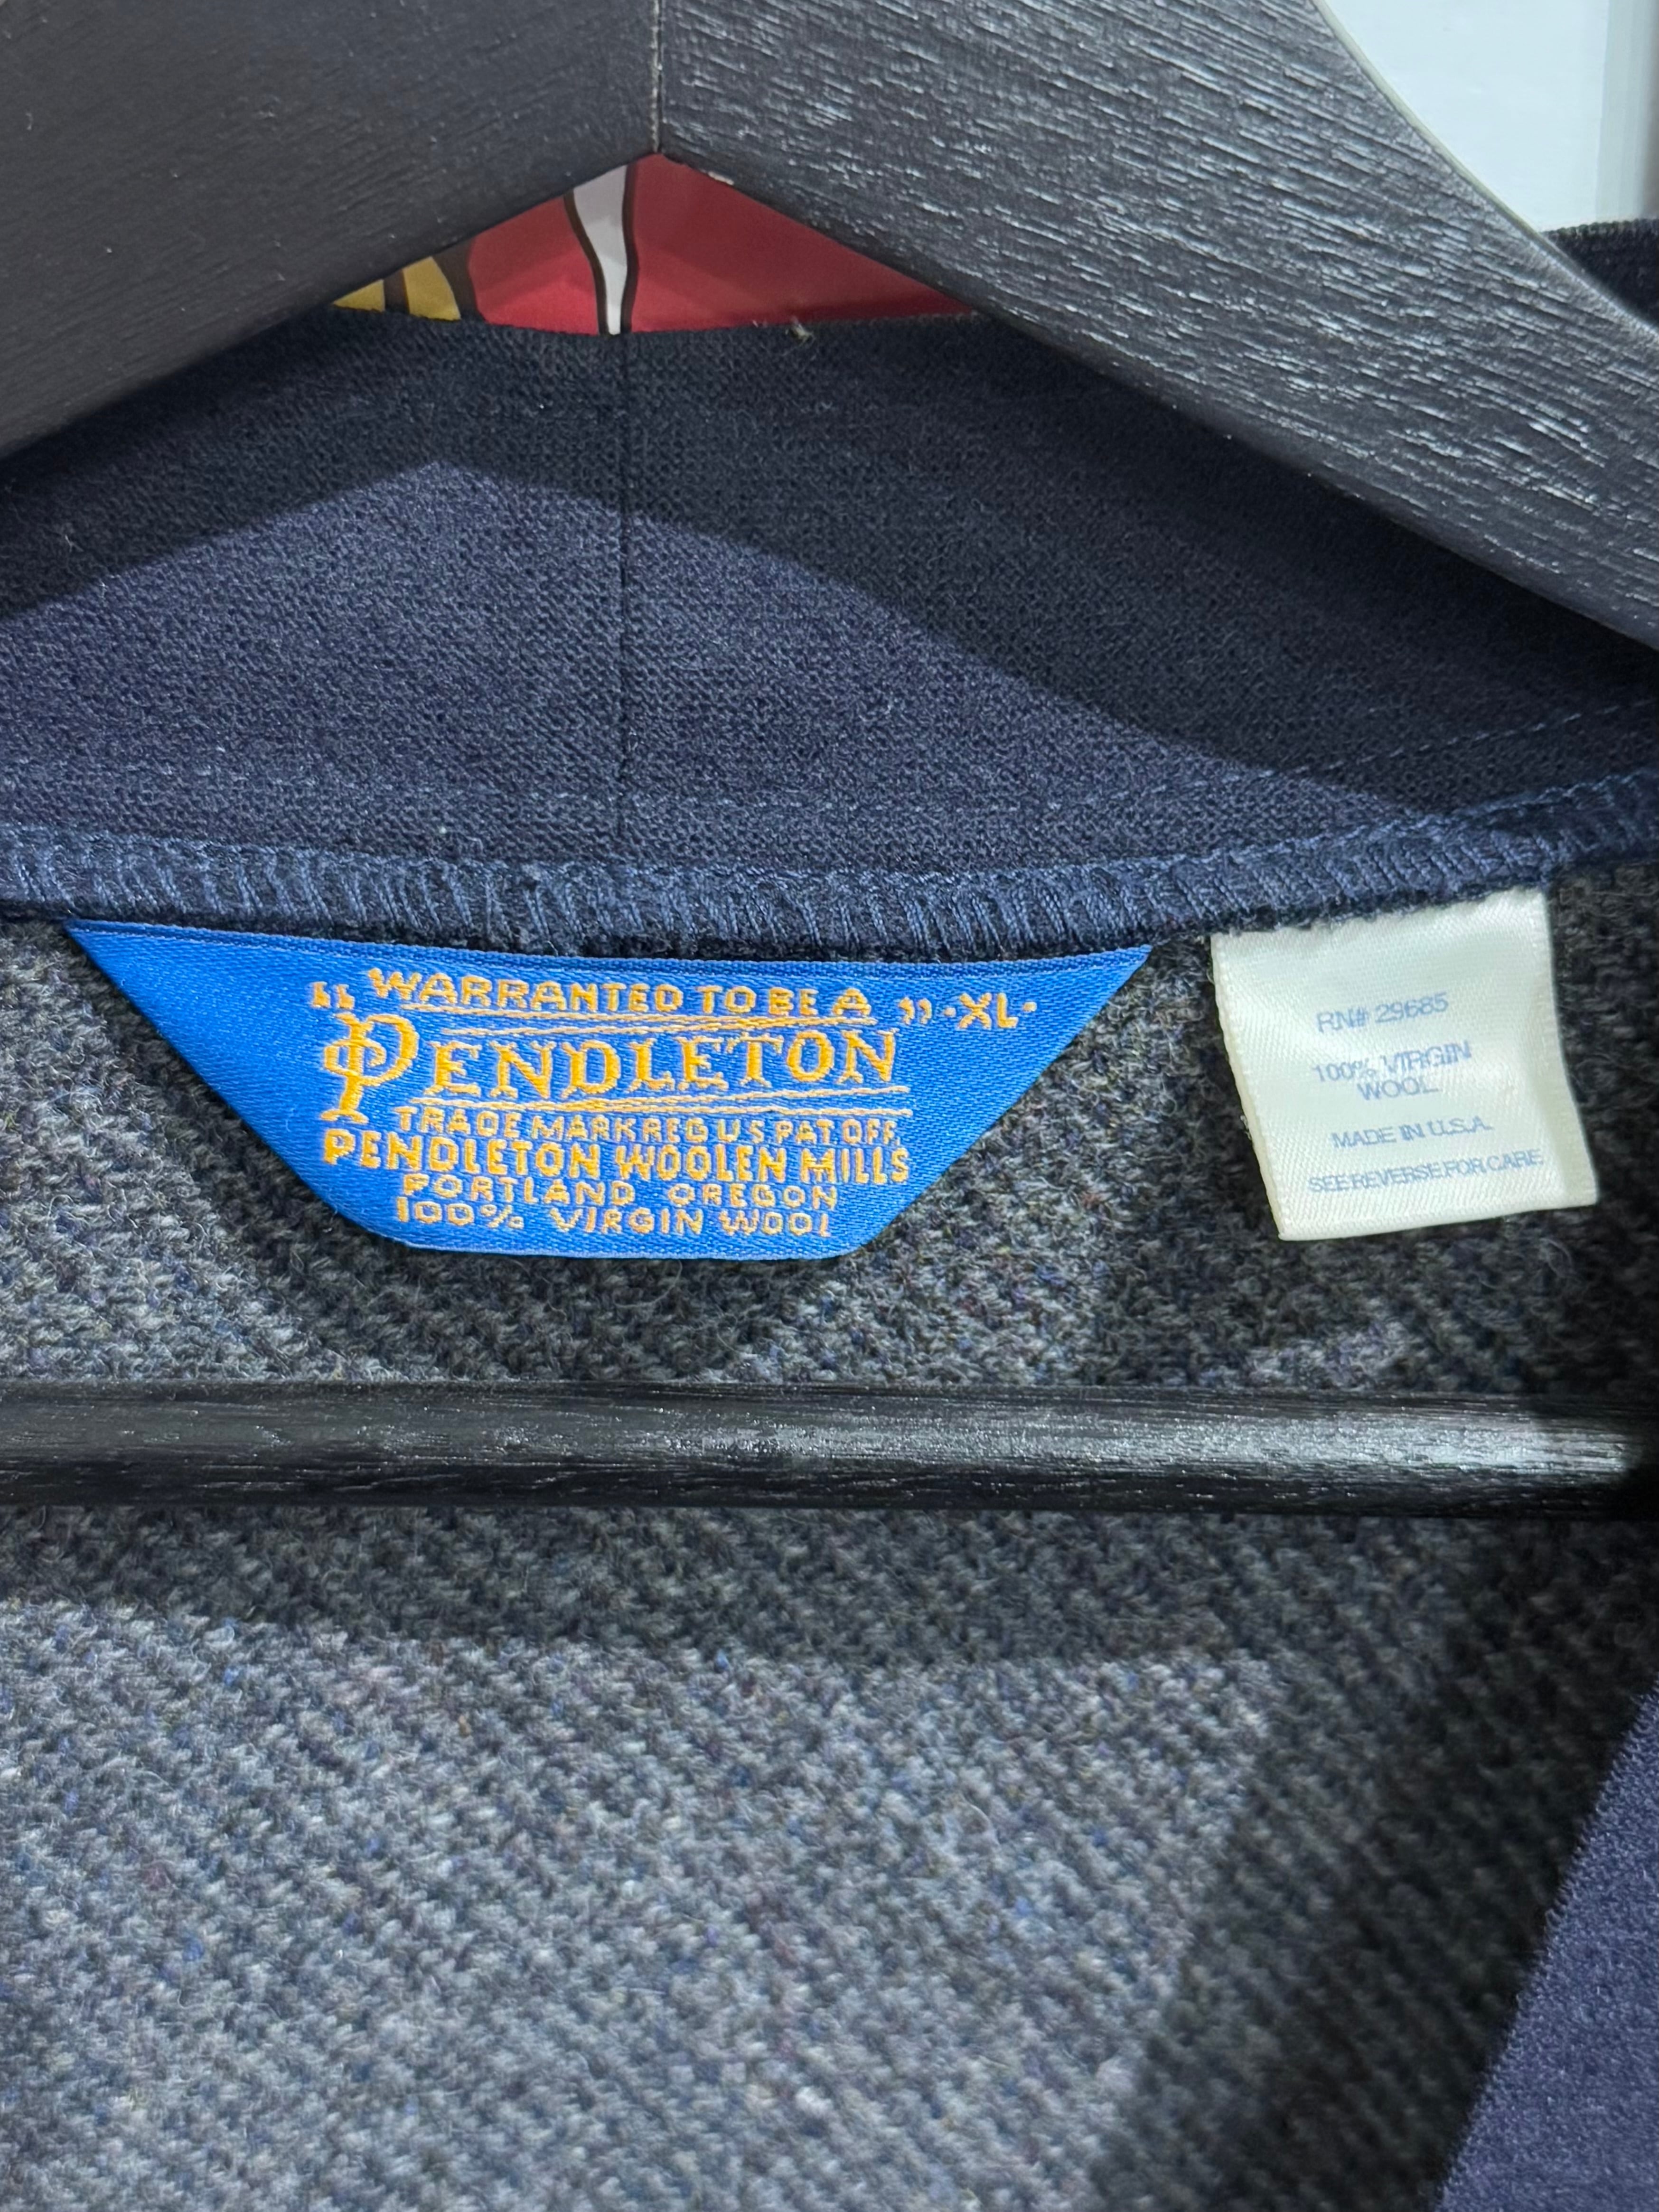 "WARRANTED TO BE A" ·XL·
PENDLETON
TRADE MARK REG U.S. PAT. OFF.
PENDLETON WOOLEN MILLS
PORTLAND OREGON
100% VIRGIN WOOL
RN# 29685
100% VIRGIN
WOOL
MADE IN U.S.A.
SEE REVERSE FOR CARE